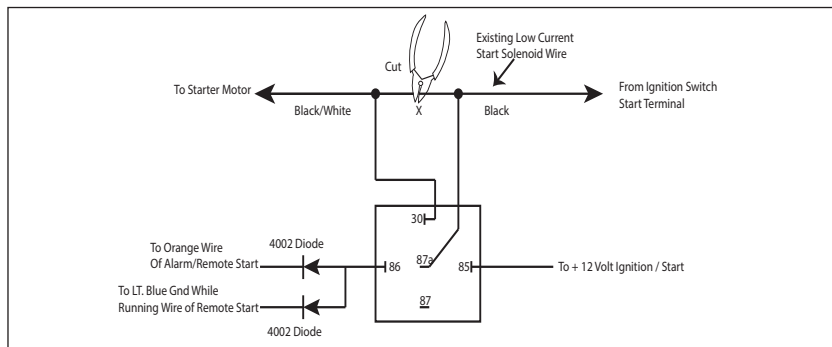 Existing Low Current
Start Solenoid Wire
Cut
To Starter Motor
From Ignition Switch
Start Terminal
Black/White
X
Black
30
To Orange Wire
Of Alarm/Remote Start
4002 Diode
86
87a
85
To + 12 Volt Ignition / Start
To LT. Blue Gnd While
Running Wire of Remote Start
87
4002 Diode